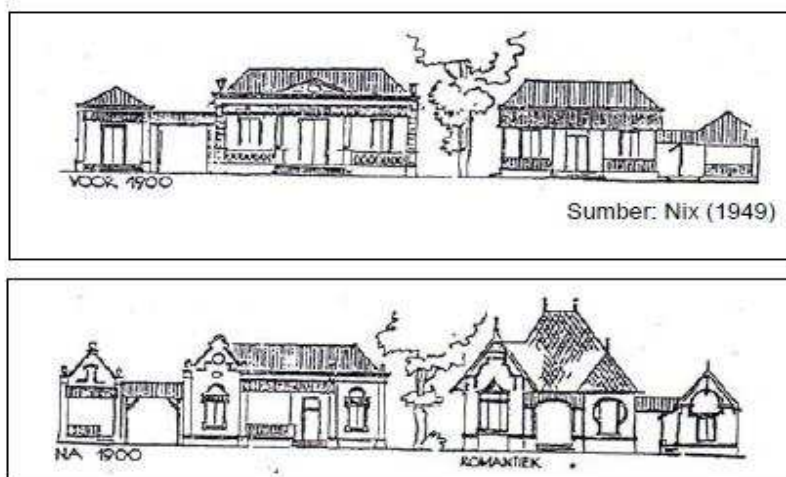 VOOR 1900
Sumber: Nix (1949)
NA 1900
ROMANTIEK